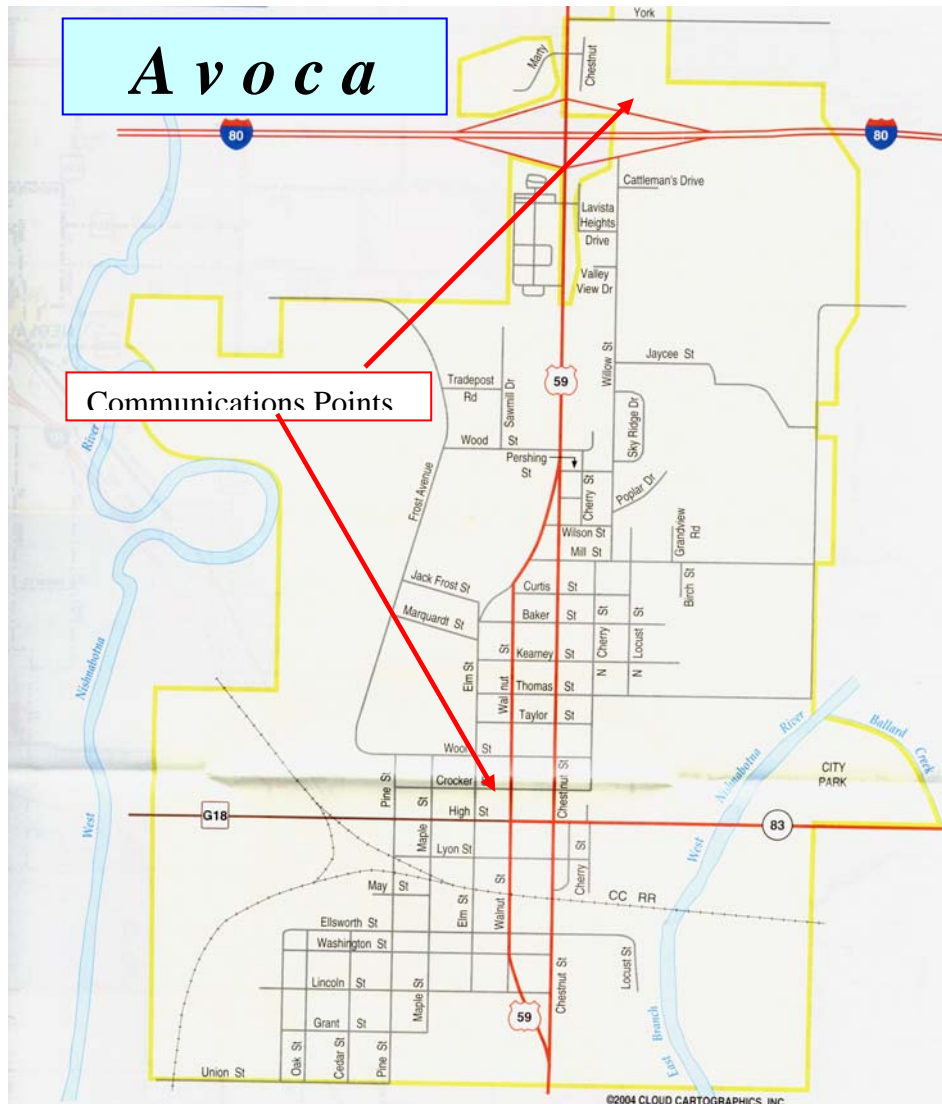 Avoca
York
Marty
Chestnut
80
80
Cattleman's Drive
Lavista
Heights
Drive
Valley
View Dr
Willow St
Jaycee St
59
Tradepost
Rd
Sawmill Dr
Communications Points
Sky Ridge Dr
Wood St
Pershing
St
Cherry St
Poplar Dr
Frost Avenue
River
Wilson St
Mill St
Grandview
Rd
Birch St
Jack Frost St
Curtis St
Marquardt St
Baker St
N Cherry St
N Locust St
Kearney St
Elm St
Walnut
Thomas St
Taylor St
Nishnabotna
West
Wool St
Nishnabotna River
Ballard Creek
CITY
PARK
Pine St
Crocker
Chestnut St
High St
G18
83
Maple St
Lyon St
West
Cherry St
May St
CC RR
Elm St
Walnut St
Ellsworth St
Washington St
Locust St
Lincoln St
Maple St
Chestnut St
59
Grant St
East Branch
Oak St
Cedar St
Pine St
Union St
©2004 CLOUD CARTOGRAPHICS, INC